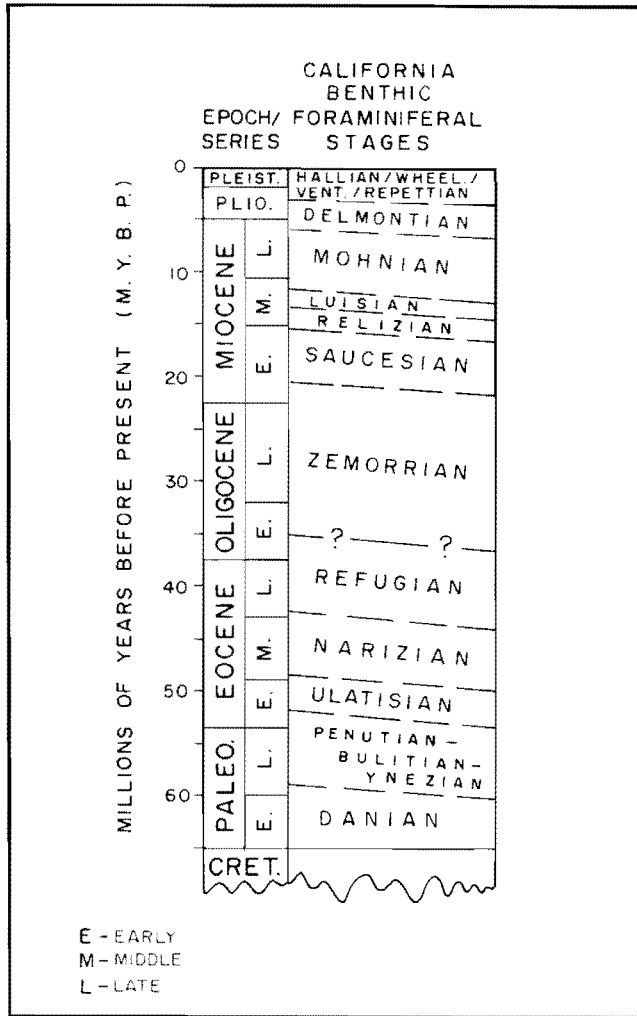 CALIFORNIA
BENTHIC
EPOCH/ FORAMINIFERAL
SERIES STAGES
MILLIONS OF YEARS BEFORE PRESENT (M. Y. B. P.)
0
10
20
30
40
50
60
PLEIST.
PLIO.
MIOCENE
L.
M.
E.
OLIGOCENE
L.
E.
EOCENE
L.
M.
E.
PALEO.
L.
E.
CRET.
HALLIAN/WHEEL./
VENT./REPETTIAN
DELMONTIAN
MOHNIAN
LUISIAN
RELIZIAN
SAUCESIAN
ZEMORRIAN
? ?
REFUGIAN
NARIZIAN
ULATISIAN
PENUTIAN-
BULITIAN-
YNEZIAN
DANIAN
E - EARLY
M - MIDDLE
L - LATE